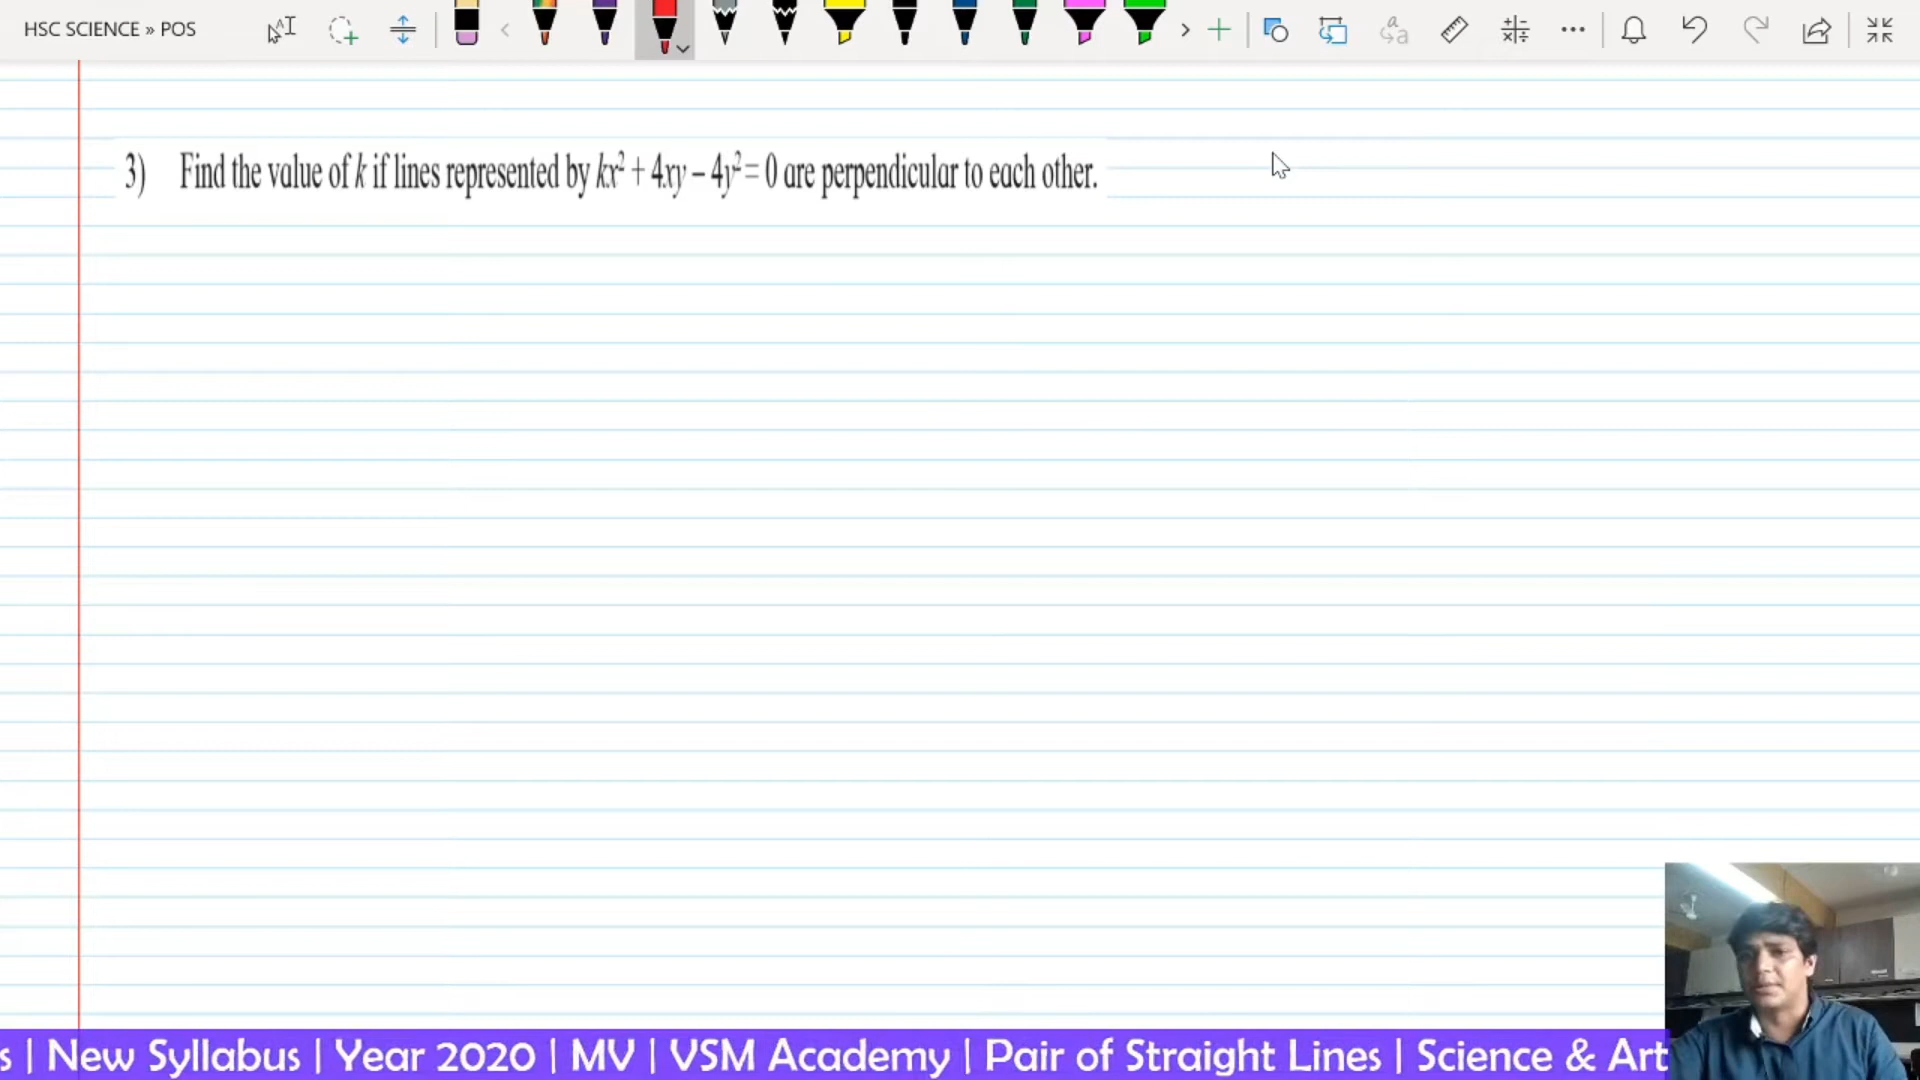 HSC SCIENCE » POS
3) Find the value of k if lines represented by kx² + 4xy – 4y² = 0 are perpendicular to each other.
s | New Syllabus | Year 2020 | MV | VSM Academy | Pair of Straight Lines | Science & Art